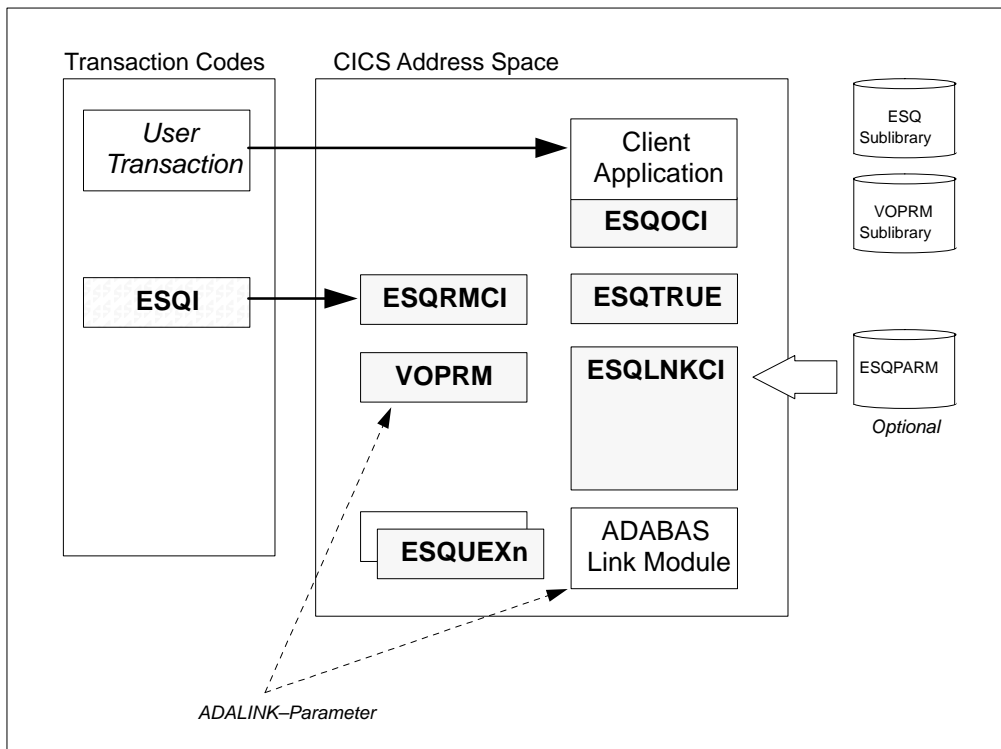 Transaction Codes
CICS Address Space
User
Transaction
Client
Application
ESQOCI
ESQ
Sublibrary
VOPRM
Sublibrary
ESQI
ESQRMCI
ESQTRUE
VOPRM
ESQLNKCI
ESQPARM
Optional
ESQUEXn
ADABAS
Link Module
ADALINK–Parameter